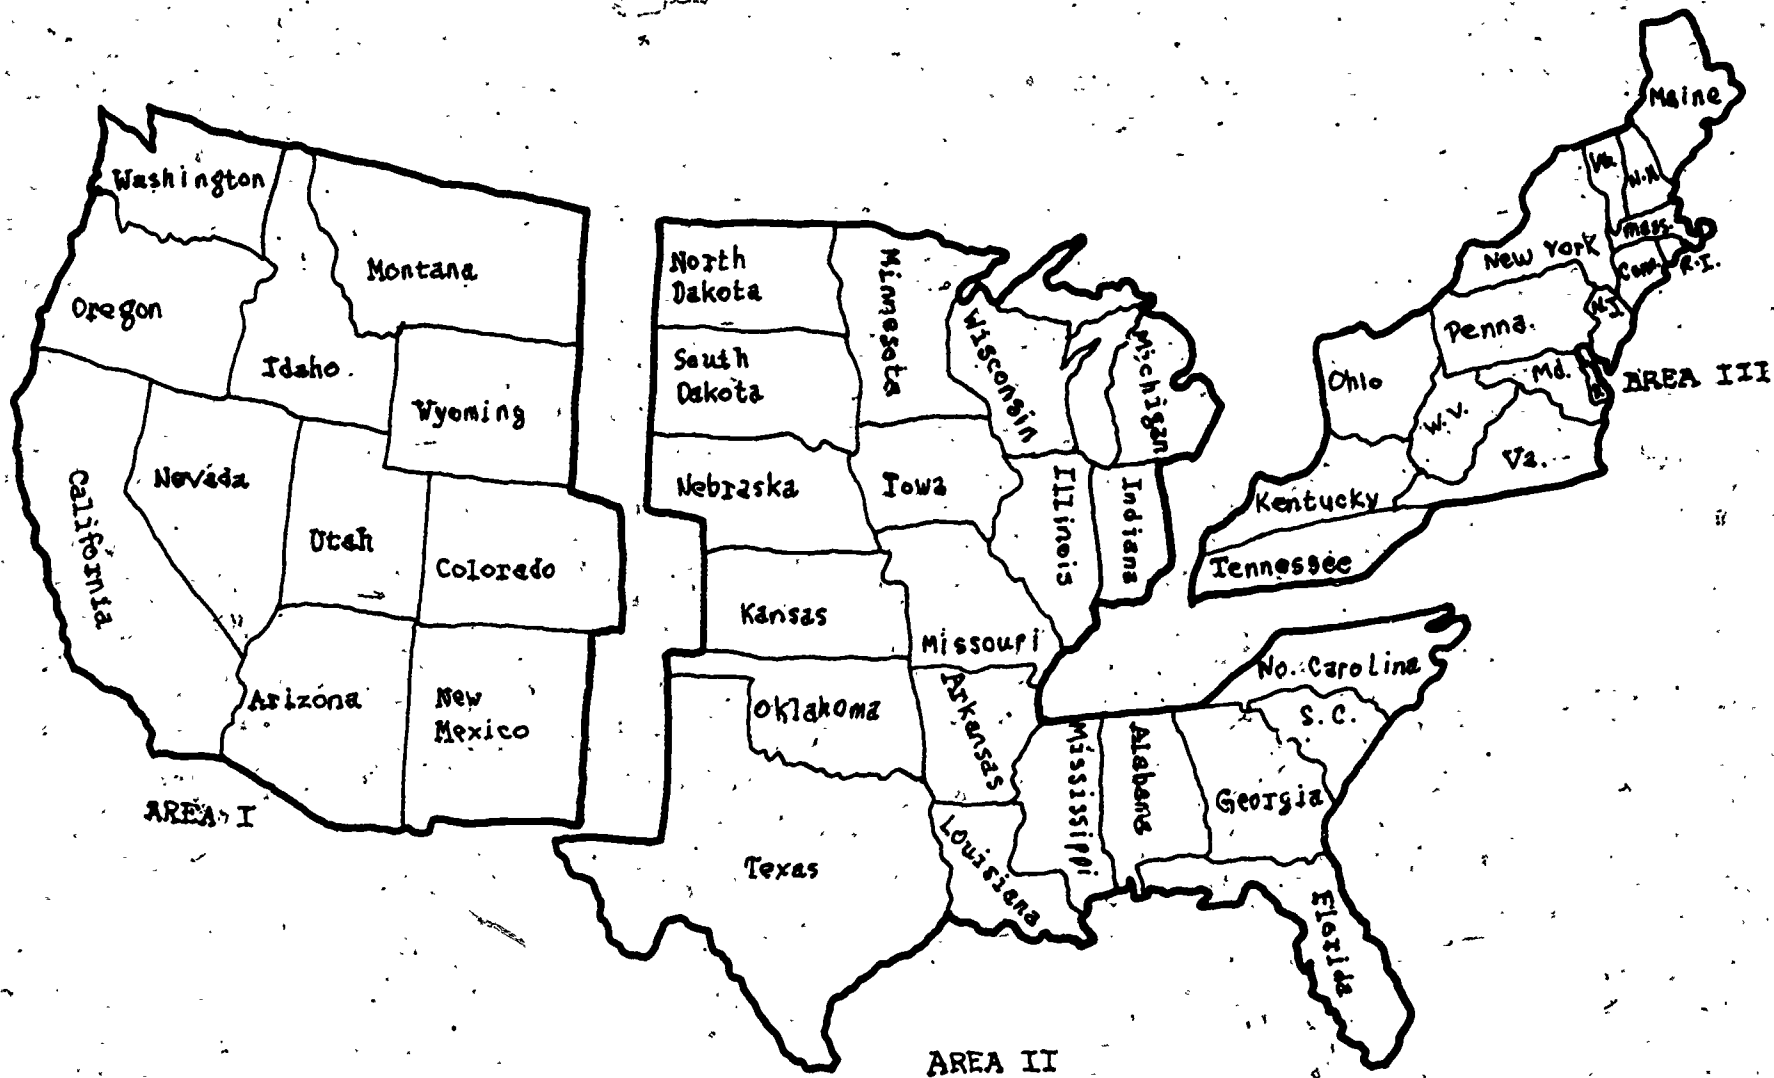 Maine
Washington
Vt.
N.H.
Mass.
New York
Conn.
R.I.
Montana
North
Dakota
Minnesota
Oregon
N.J.
Penna.
Wisconsin
Michigan
Idaho
South
Dakota
Ohio
Md.
AREA III
Wyoming
W.V.
Va.
Nevada
California
Nebraska
Iowa
Illinois
Indiana
Kentucky
Utah
Colorado
Tennessee
Kansas
Missouri
No. Carolina
Arizona
New
Mexico
Oklahoma
Arkansas
S.C.
Mississippi
Alabama
Georgia
AREA I
Louisiana
Texas
Florida
AREA II